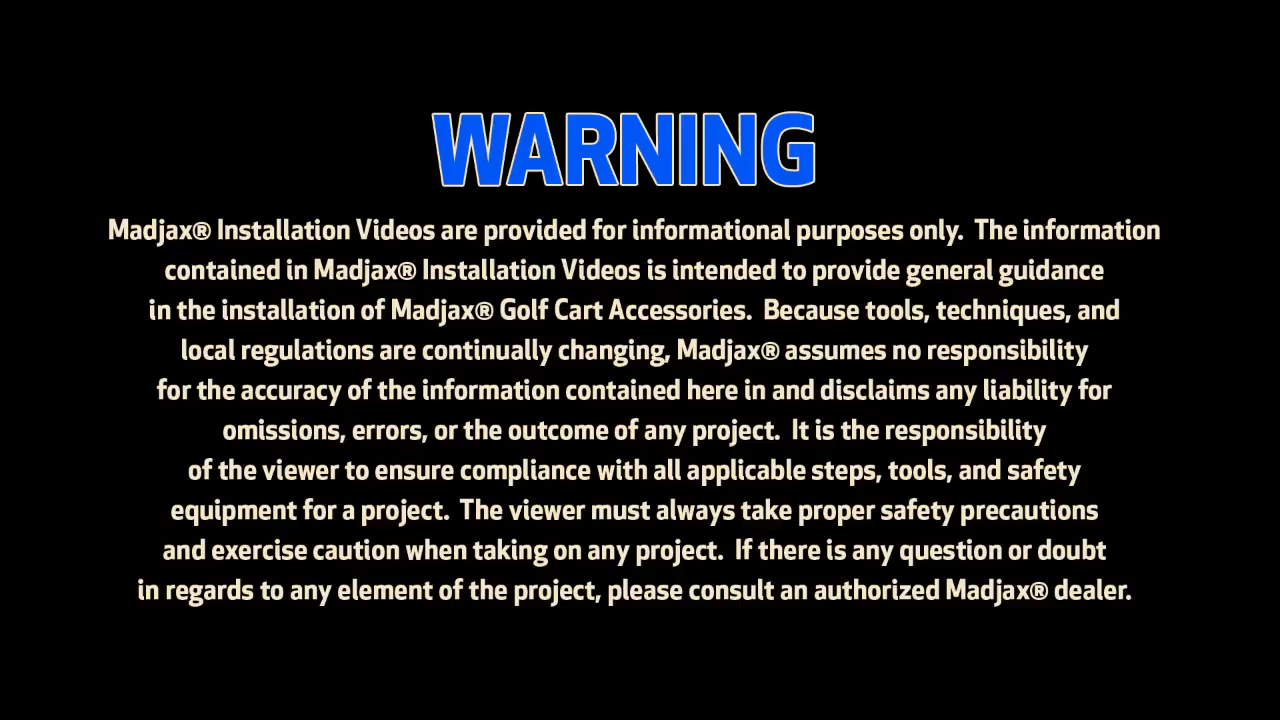 WARNING
Madjax® Installation Videos are provided for informational purposes only.  The information
contained in Madjax® Installation Videos is intended to provide general guidance
in the installation of Madjax® Golf Cart Accessories.  Because tools, techniques, and
local regulations are continually changing, Madjax® assumes no responsibility
for the accuracy of the information contained here in and disclaims any liability for
omissions, errors, or the outcome of any project.  It is the responsibility
of the viewer to ensure compliance with all applicable steps, tools, and safety
equipment for a project.  The viewer must always take proper safety precautions
and exercise caution when taking on any project.  If there is any question or doubt
in regards to any element of the project, please consult an authorized Madjax® dealer.